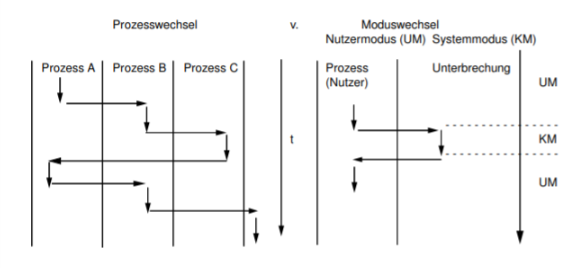 Prozesswechsel v. Moduswechsel
Nutzermodus (UM) Systemmodus (KM)
Prozess A Prozess B Prozess C
Prozess
(Nutzer)
Unterbrechung
UM
t
KM
UM